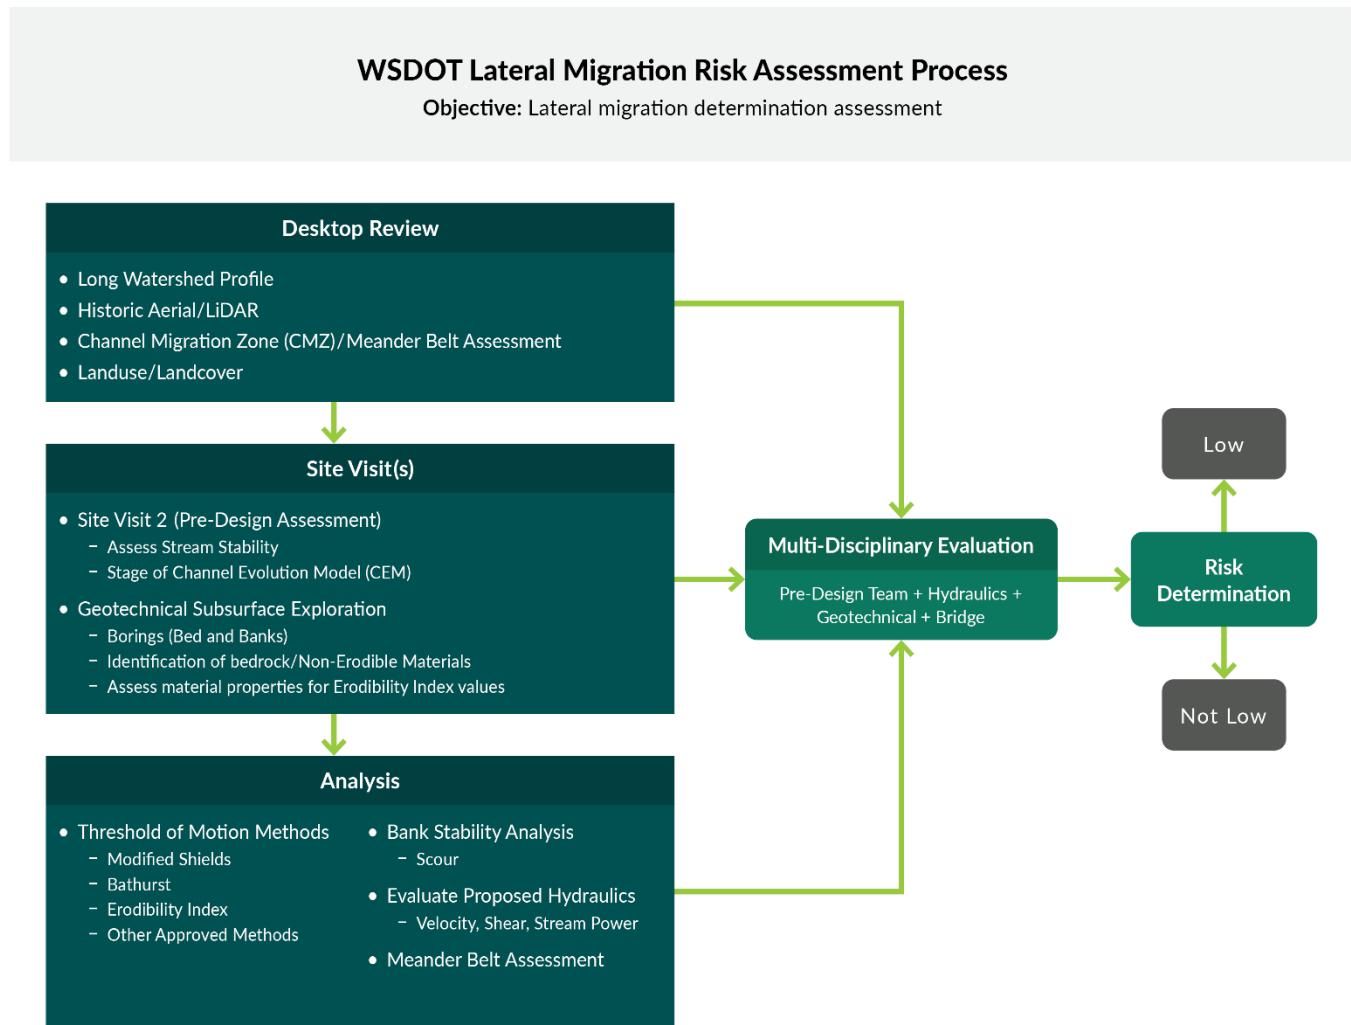 WSDOT Lateral Migration Risk Assessment Process
Objective: Lateral migration determination assessment
Desktop Review
• Long Watershed Profile
• Historic Aerial/LiDAR
• Channel Migration Zone (CMZ)/Meander Belt Assessment
• Landuse/Landcover
Site Visit(s)
• Site Visit 2 (Pre-Design Assessment)
– Assess Stream Stability
– Stage of Channel Evolution Model (CEM)
• Geotechnical Subsurface Exploration
– Borings (Bed and Banks)
– Identification of bedrock/Non-Erodible Materials
– Assess material properties for Erodibility Index values
Analysis
• Threshold of Motion Methods
– Modified Shields
– Bathurst
– Erodibility Index
– Other Approved Methods
• Bank Stability Analysis
– Scour
• Evaluate Proposed Hydraulics
– Velocity, Shear, Stream Power
• Meander Belt Assessment
Multi-Disciplinary Evaluation
Pre-Design Team + Hydraulics +
Geotechnical + Bridge
Risk
Determination
Low
Not Low